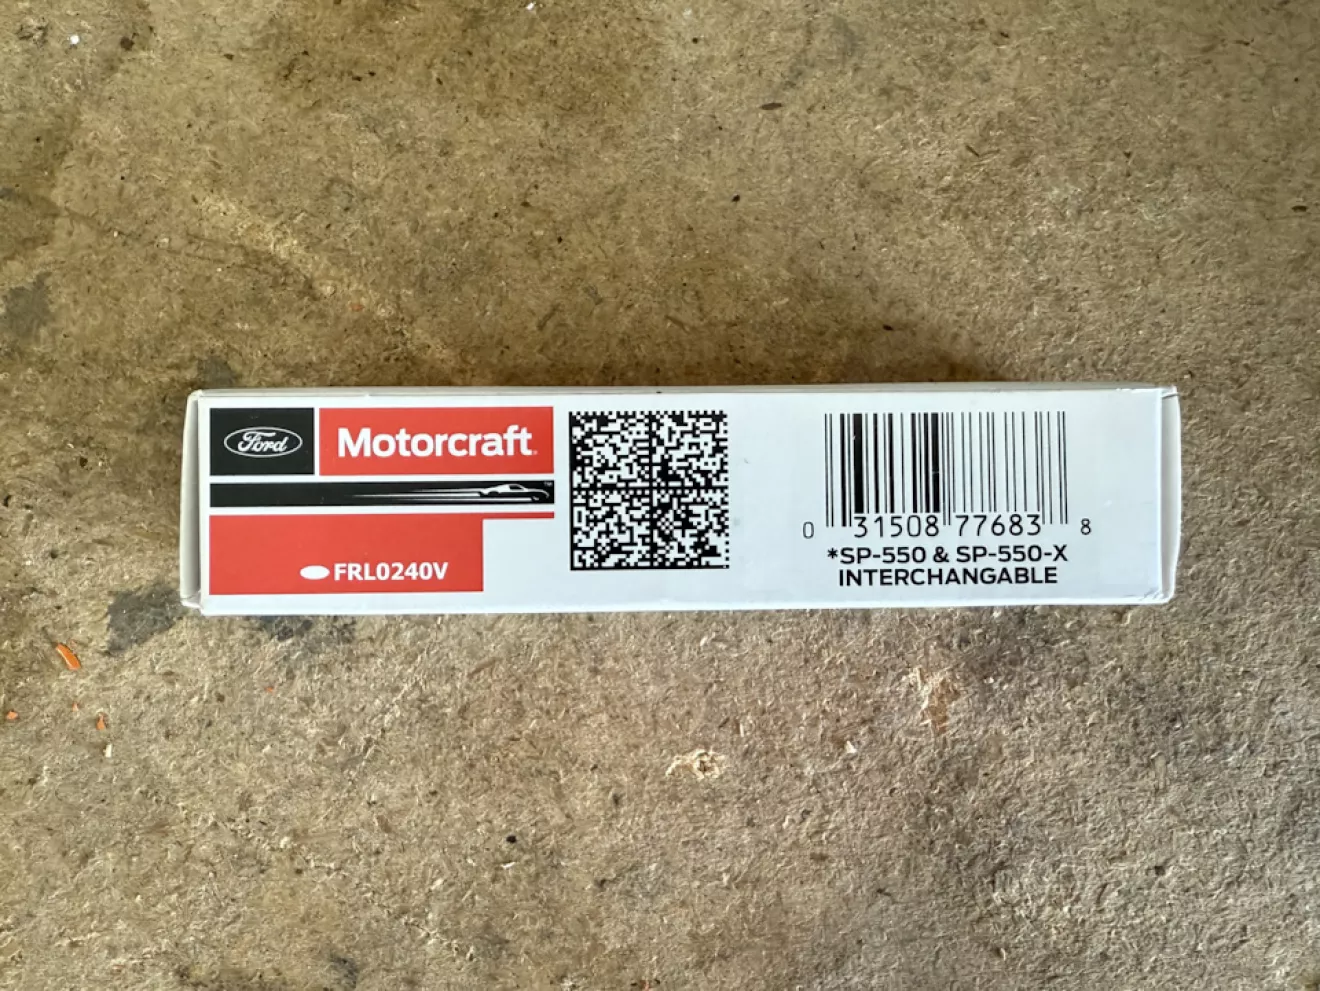 Ford
Motorcraft
FRL0240V
0 31508 77683 8
*SP-550 & SP-550-X
INTERCHANGABLE